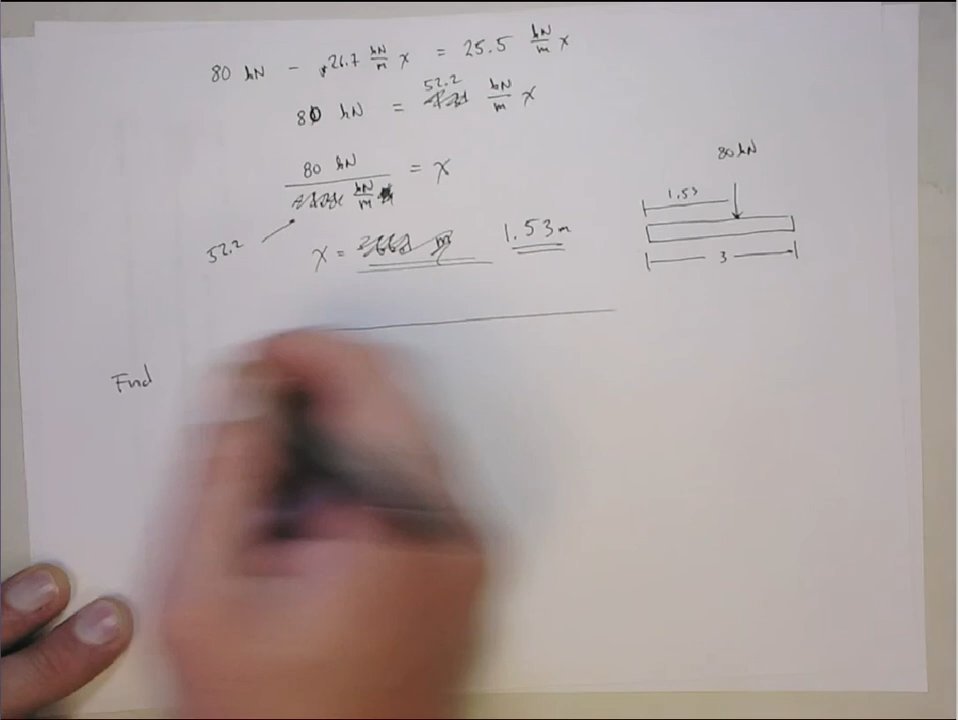 80 kN - 26.7 kN/m x = 25.5 kN/m x
52.2
80 kN = kN/m x
80 kN / kN/m = x
52.2
x = 1.53 m
80 kN
1.53
3
Find